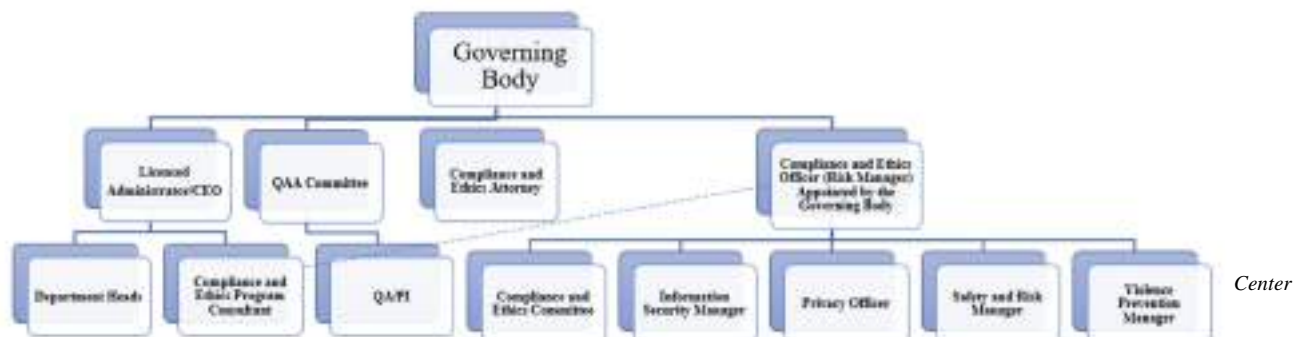 Governing
Body
Licensed
Administrator/CEO
QAA Committee
Compliance and
Ethics Attorney
Compliance and Ethics
Officer (Risk Manager)
Appointed by the
Governing Body
Department Heads
Compliance and
Ethics Program
Consultant
QA/PI
Compliance and
Ethics Committee
Information
Security Manager
Privacy Officer
Safety and Risk
Manager
Violence
Prevention
Manager
Center